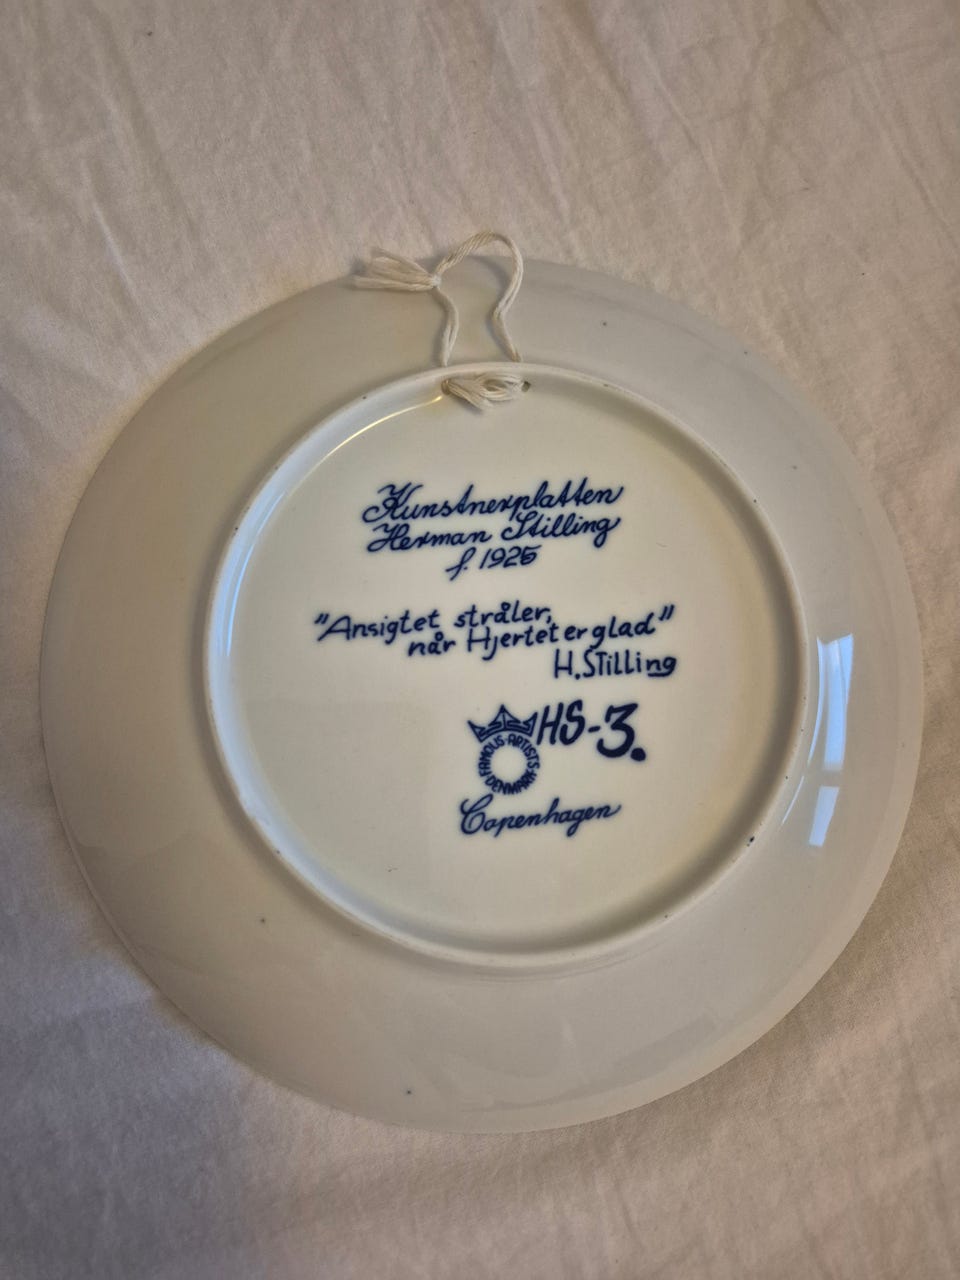 Kunstnerplatten
Herman Stilling
f. 1925
"Ansigtet stråler,
når Hjertet er glad"
H. Stilling
HS-3.
FAMOUS·ARTISTS
DENMARK
Copenhagen